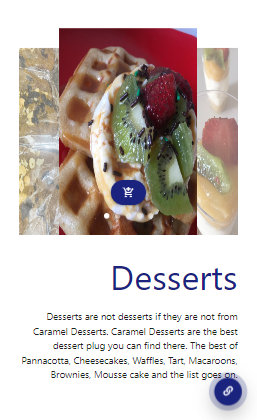 Desserts
Desserts are not desserts if they are not from
Caramel Desserts. Caramel Desserts are the best
dessert plug you can find there. The best of
Pannacotta, Cheesecakes, Waffles, Tart, Macaroons,
Brownies, Mousse cake and the list goes on.